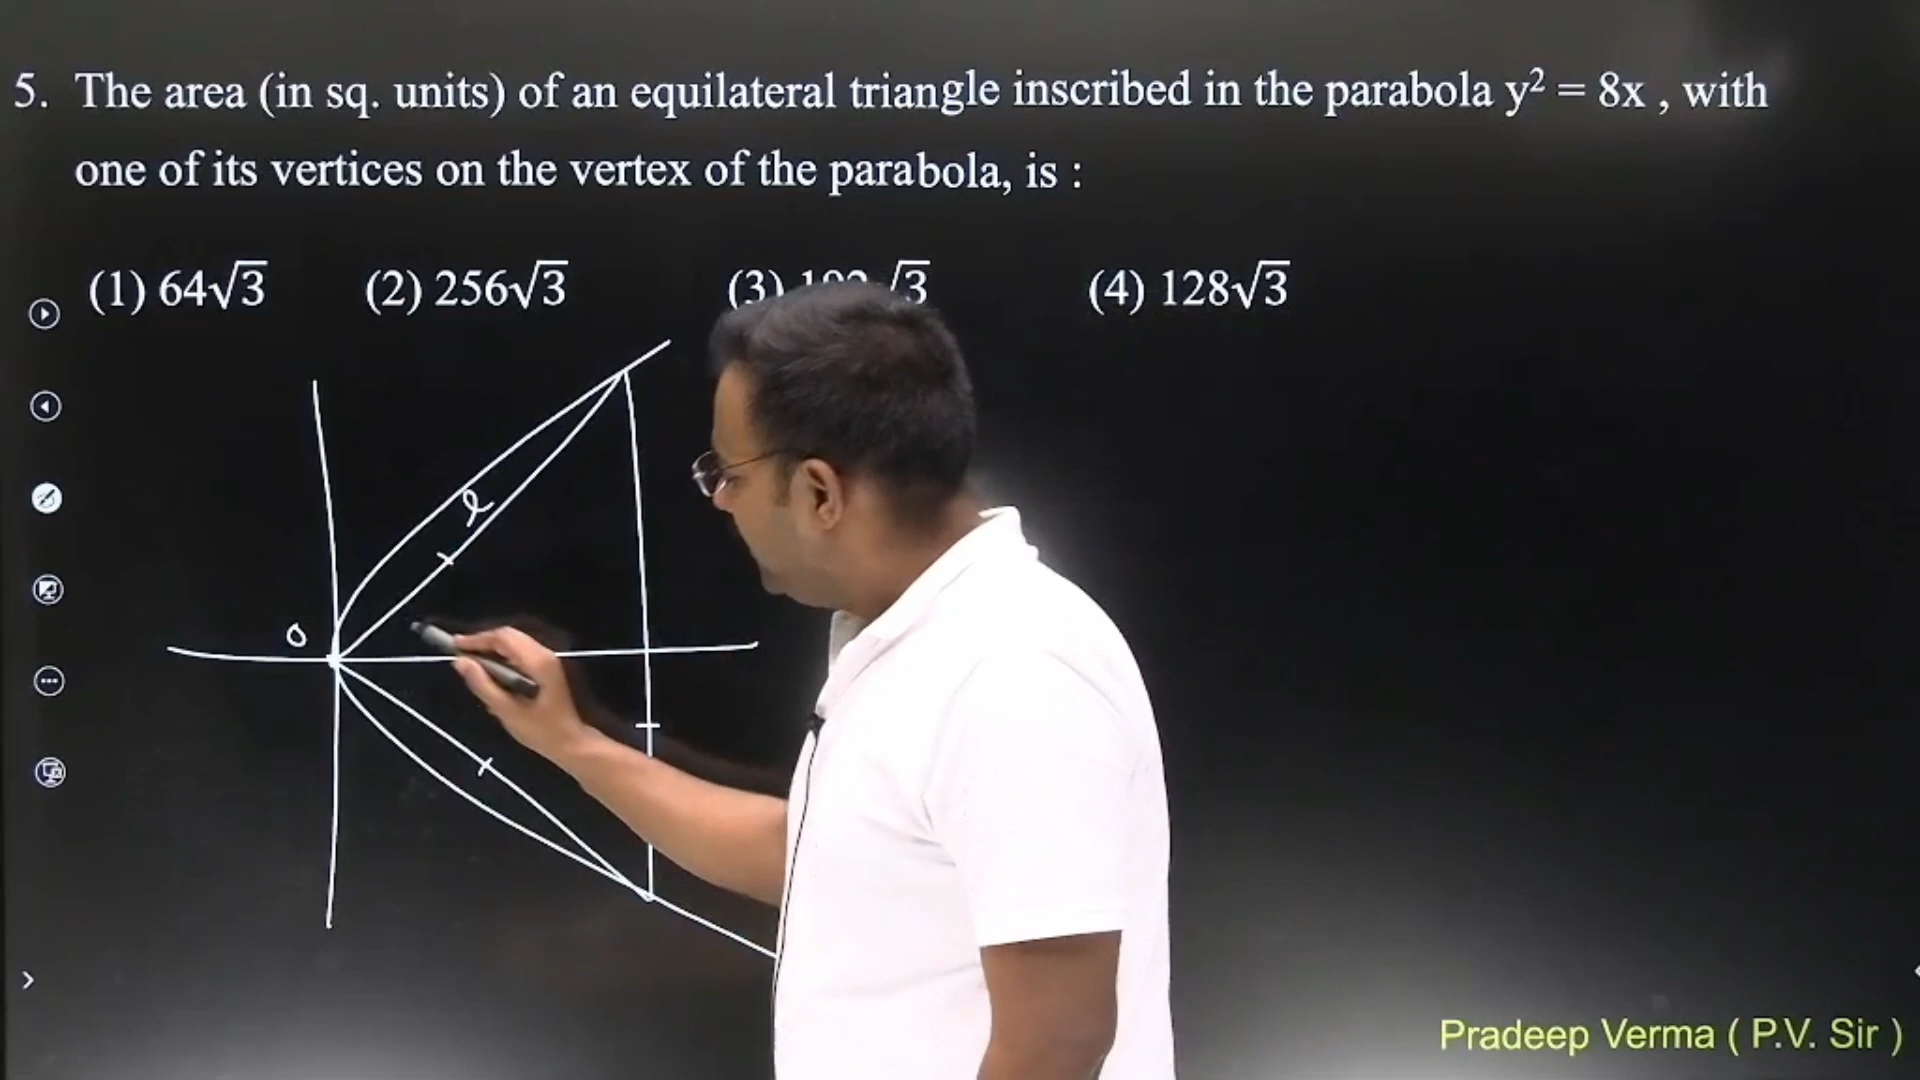 5. The area (in sq. units) of an equilateral triangle inscribed in the parabola y² = 8x , with
one of its vertices on the vertex of the parabola, is :
(1) 64√3 (2) 256√3 (3) √3 (4) 128√3
l
o
Pradeep Verma ( P.V. Sir )